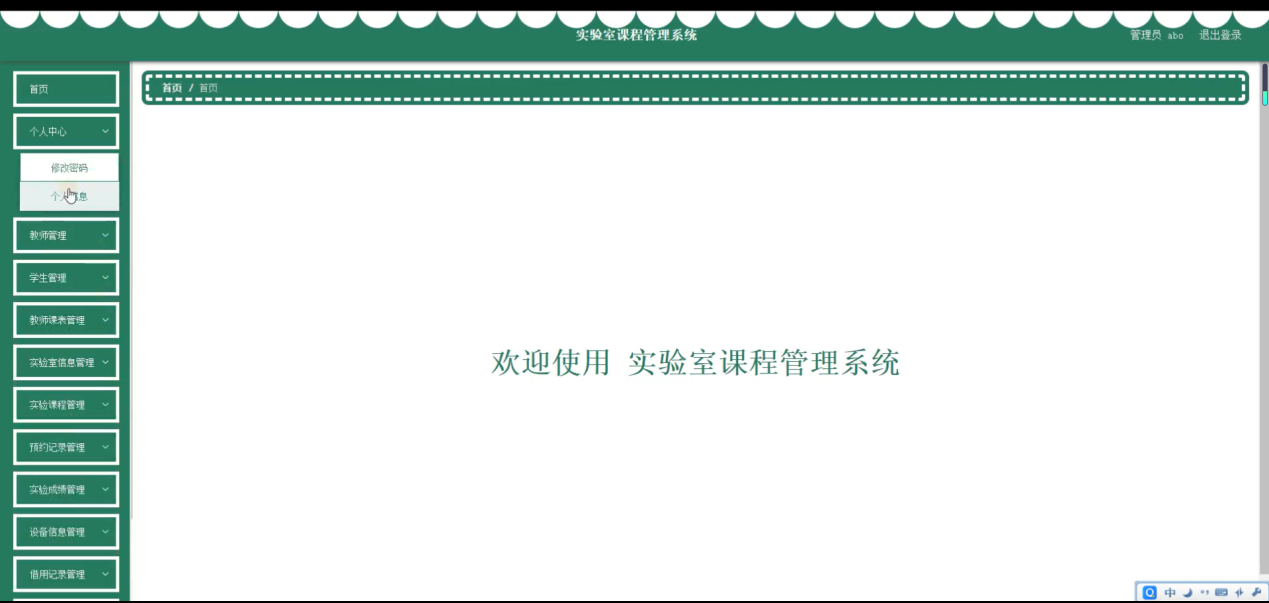 实验室课程管理系统
管理员 abo 退出登录
首页
个人中心
修改密码
个人信息
教师管理
学生管理
教师课表管理
实验室信息管理
实验课程管理
预约记录管理
实验成绩管理
设备信息管理
借用记录管理
首页 / 首页
欢迎使用 实验室课程管理系统
中